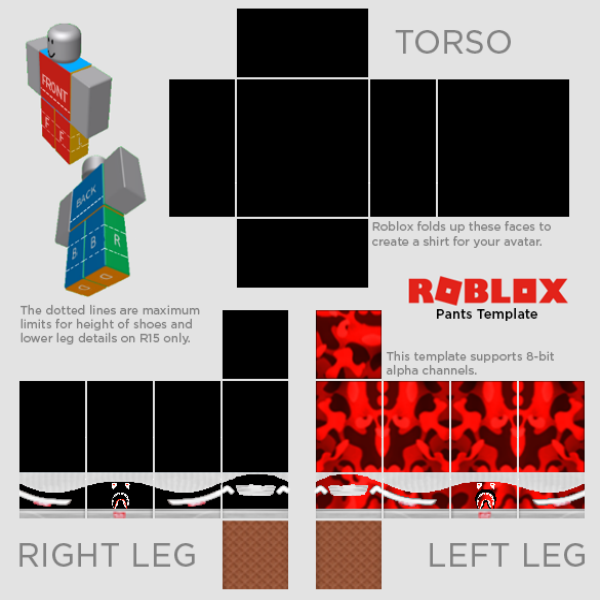 TORSO
FRONT
F
F
L
BACK
B
B
R
Roblox folds up these faces to
create a shirt for your avatar.
ROBLOX
Pants Template
The dotted lines are maximum
limits for height of shoes and
lower leg details on R15 only.
This template supports 8-bit
alpha channels.
RIGHT LEG
LEFT LEG